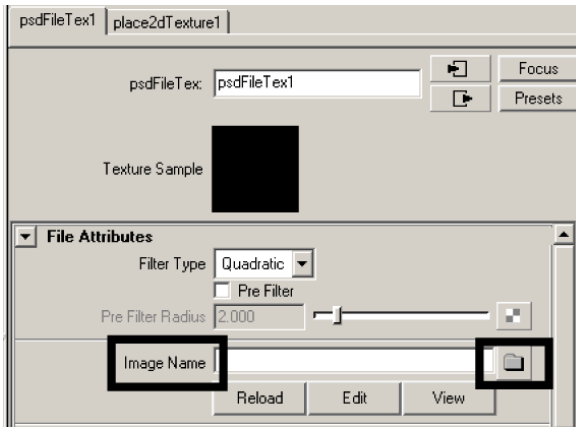 psdFileTex1 place2dTexture1
psdFileTex: psdFileTex1 Focus
Presets
Texture Sample
File Attributes
Filter Type Quadratic
Pre Filter
Pre Filter Radius 2.000
Image Name
Reload Edit View